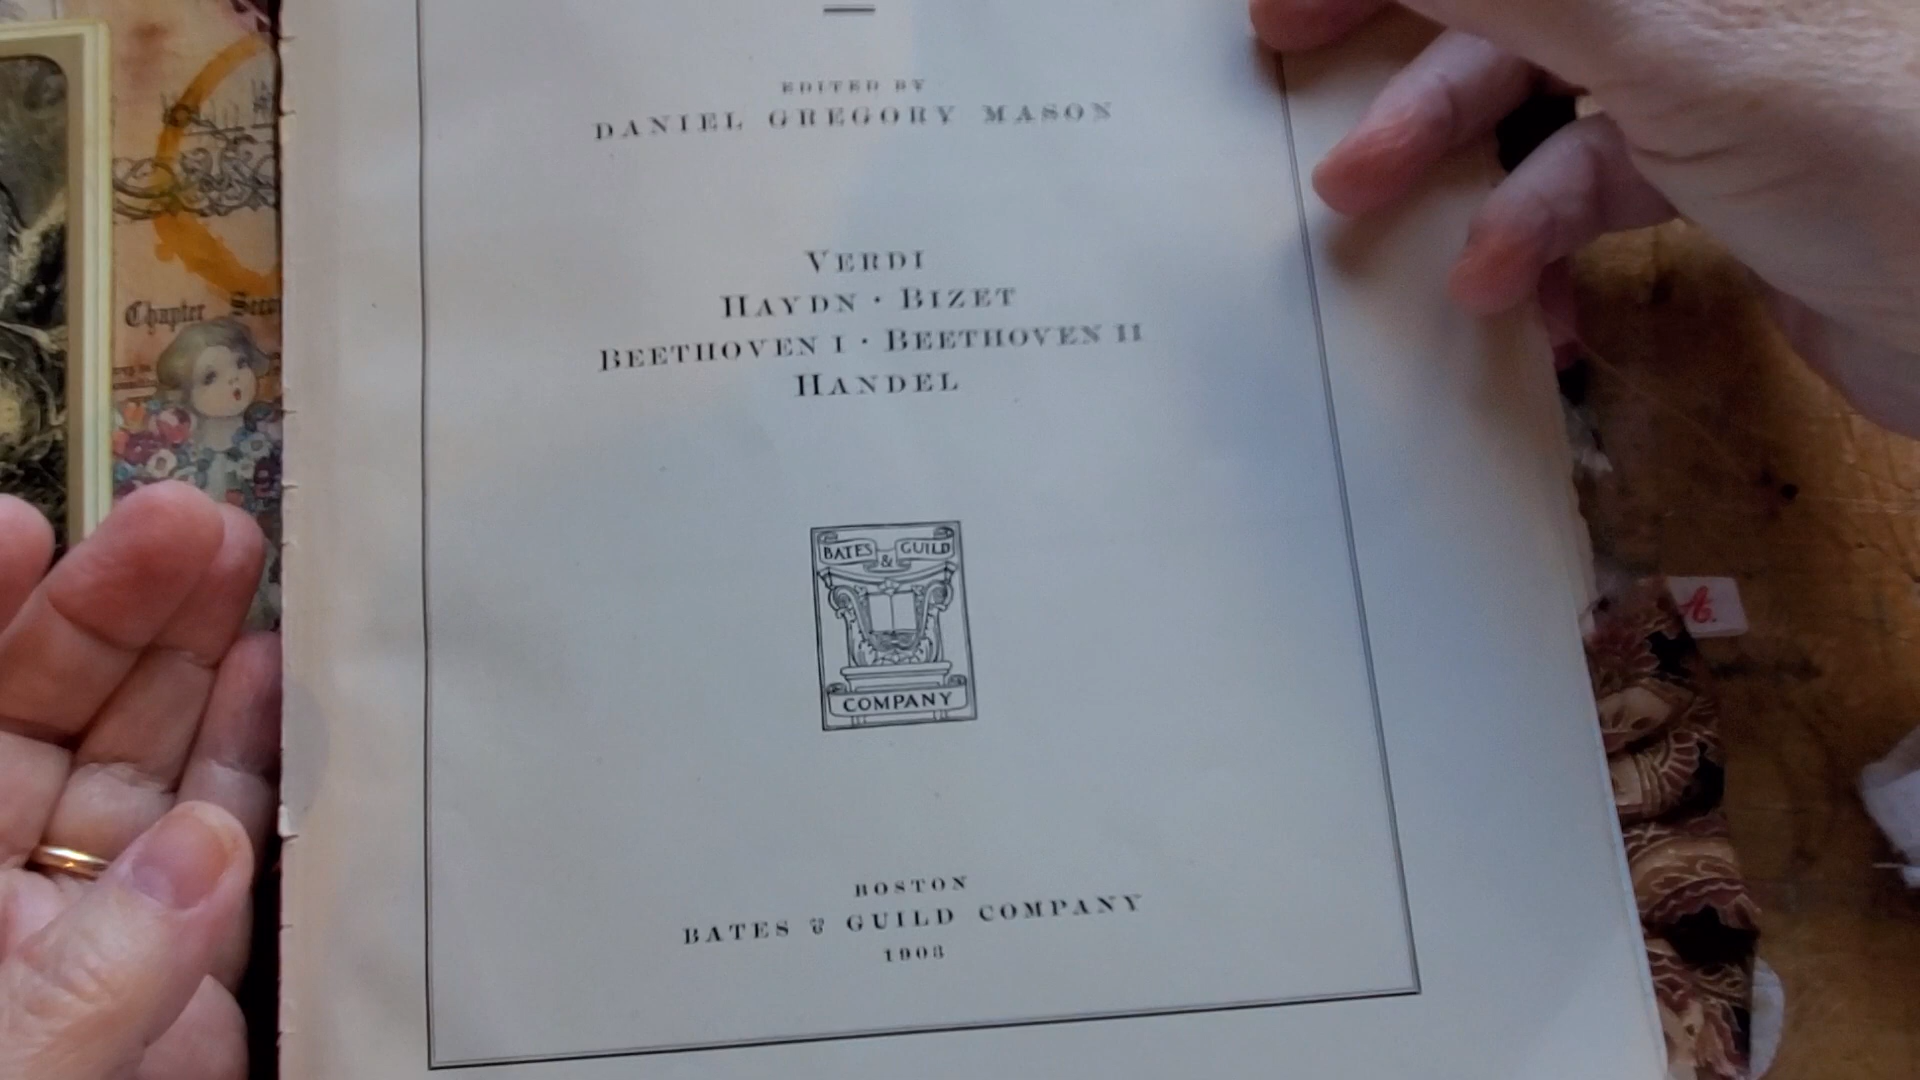 EDITED BY
DANIEL GREGORY MASON
VERDI
HAYDN · BIZET
BEETHOVEN I · BEETHOVEN II
HANDEL
BATES & GUILD
COMPANY
BOSTON
BATES & GUILD COMPANY
1903
Chapter